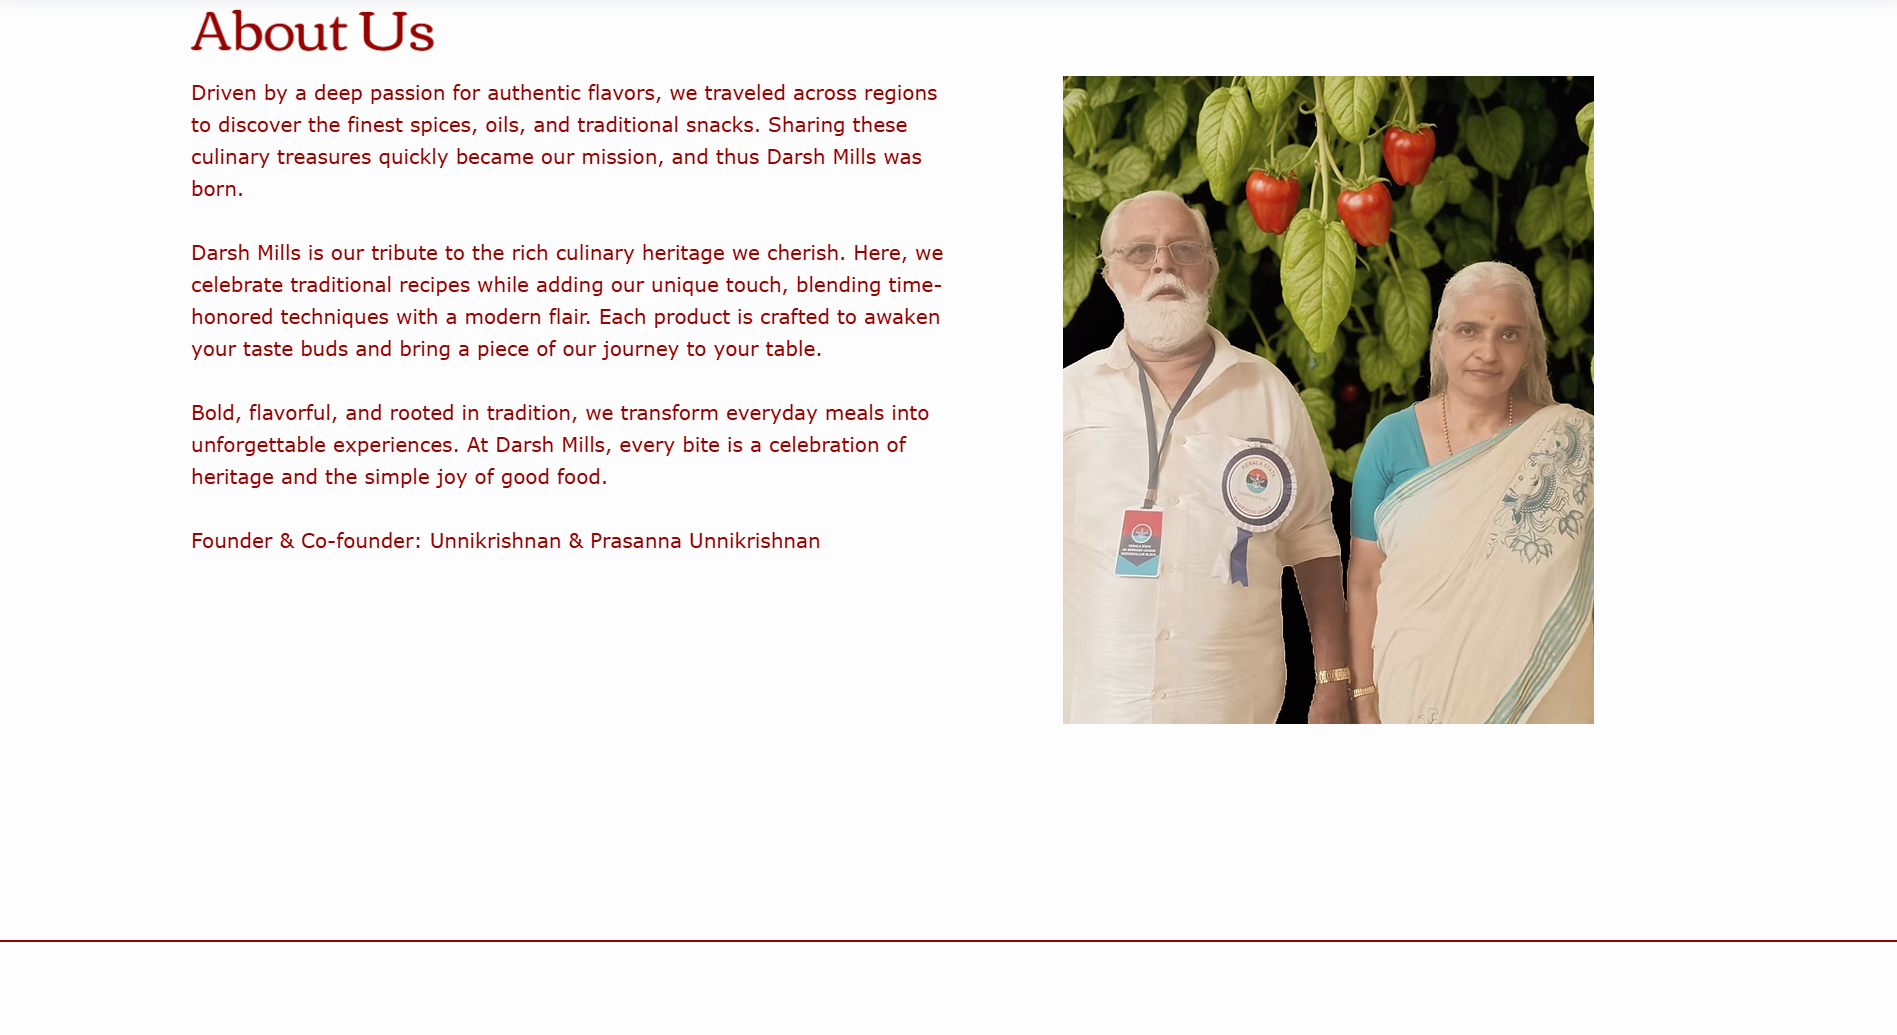 About Us
Driven by a deep passion for authentic flavors, we traveled across regions
to discover the finest spices, oils, and traditional snacks. Sharing these
culinary treasures quickly became our mission, and thus Darsh Mills was
born.
Darsh Mills is our tribute to the rich culinary heritage we cherish. Here, we
celebrate traditional recipes while adding our unique touch, blending time-
honored techniques with a modern flair. Each product is crafted to awaken
your taste buds and bring a piece of our journey to your table.
Bold, flavorful, and rooted in tradition, we transform everyday meals into
unforgettable experiences. At Darsh Mills, every bite is a celebration of
heritage and the simple joy of good food.
Founder & Co-founder: Unnikrishnan & Prasanna Unnikrishnan
KERALA STATE
KERALA STATE